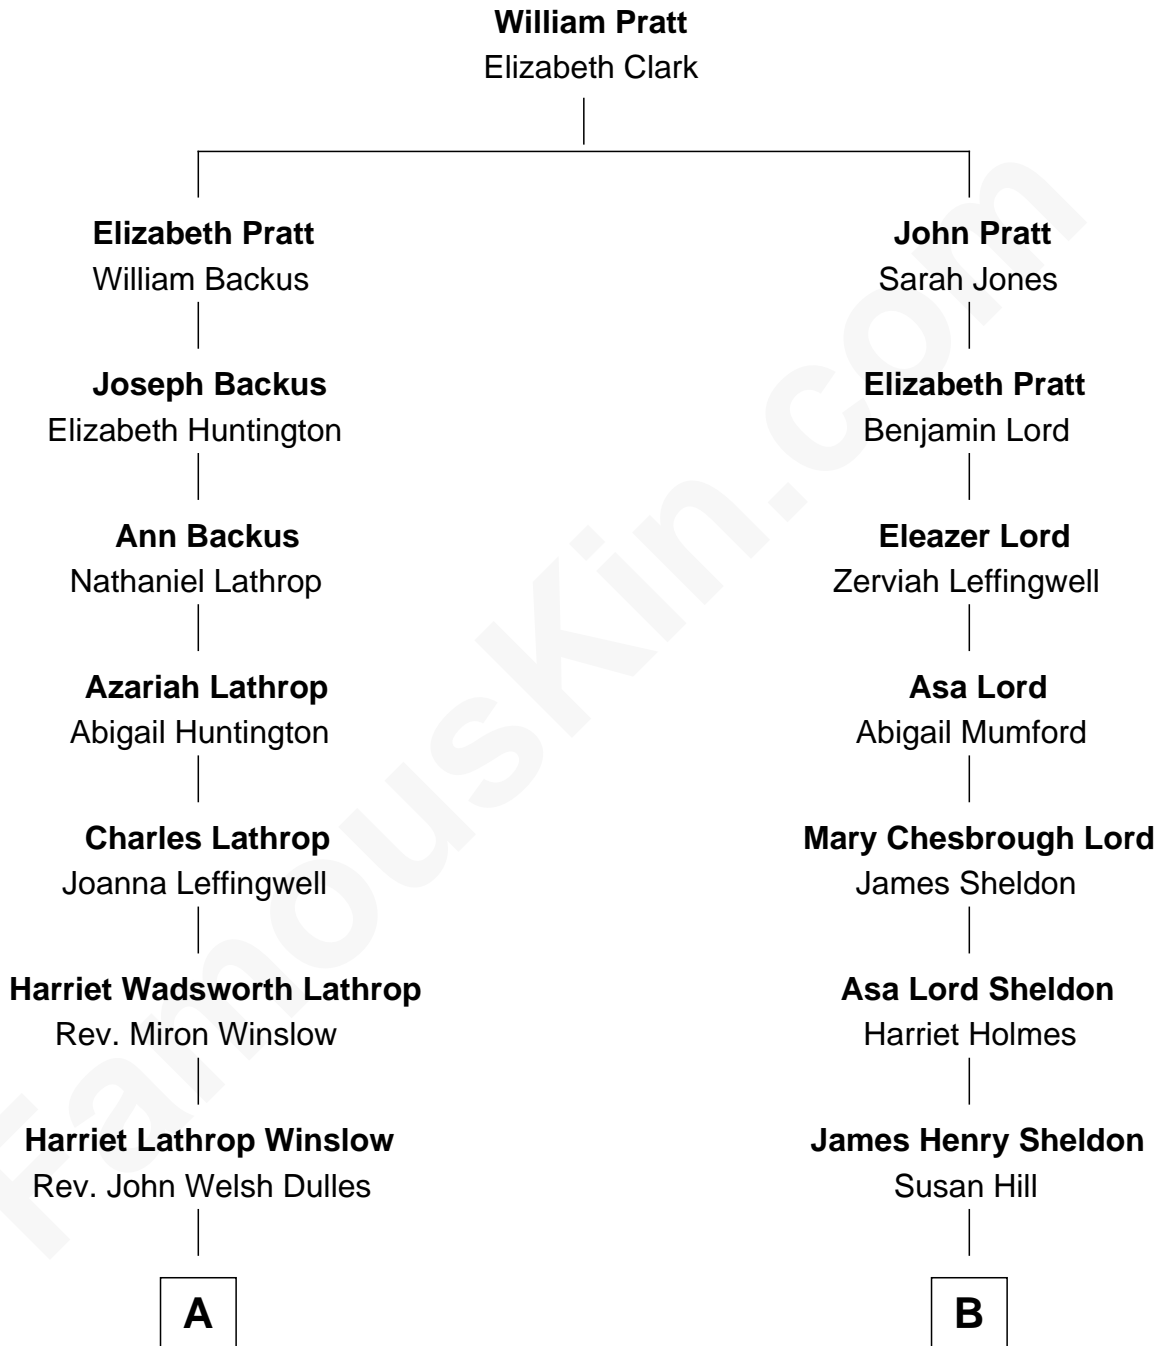 William Pratt
Elizabeth Clark
Elizabeth Pratt
William Backus
John Pratt
Sarah Jones
Joseph Backus
Elizabeth Huntington
Elizabeth Pratt
Benjamin Lord
Ann Backus
Nathaniel Lathrop
Eleazer Lord
Zerviah Leffingwell
Azariah Lathrop
Abigail Huntington
Asa Lord
Abigail Mumford
Charles Lathrop
Joanna Leffingwell
Mary Chesbrough Lord
James Sheldon
Harriet Wadsworth Lathrop
Rev. Miron Winslow
Asa Lord Sheldon
Harriet Holmes
Harriet Lathrop Winslow
Rev. John Welsh Dulles
James Henry Sheldon
Susan Hill
A
B
FamousKin.com